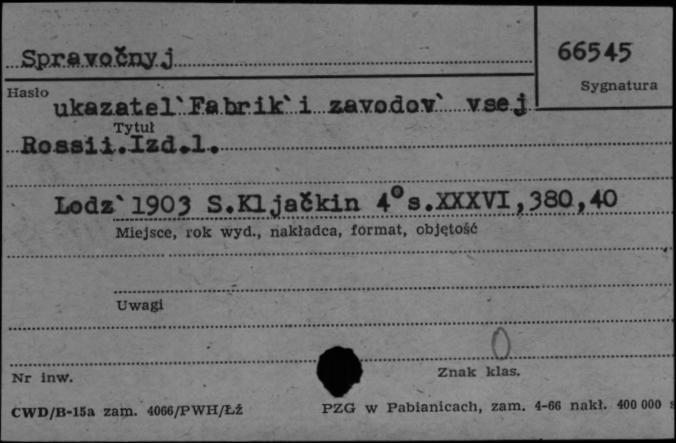 Spravočnyj
66545
Sygnatura
Hasło
ukazatel`Fabrik`i zavodov` vsej
Tytuł
Rossii.Izd.1.
Lodz`1903 S.Kljačkin 4°s.XXXVI,380,40
Miejsce, rok wyd., nakładca, format, objętość
Uwagi
Nr inw.
Znak klas.
CWD/B-15a zam. 4066/PWH/Łź
PZG w Pabianicach, zam. 4-66 nakł. 400 000